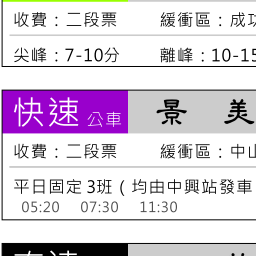 收費：二段票 緩衝區：成功
尖峰：7-10分 離峰：10-15
快速 公車 景 美
收費：二段票 緩衝區：中山
平日固定 3班（均由中興站發車
05:20 07:30 11:30